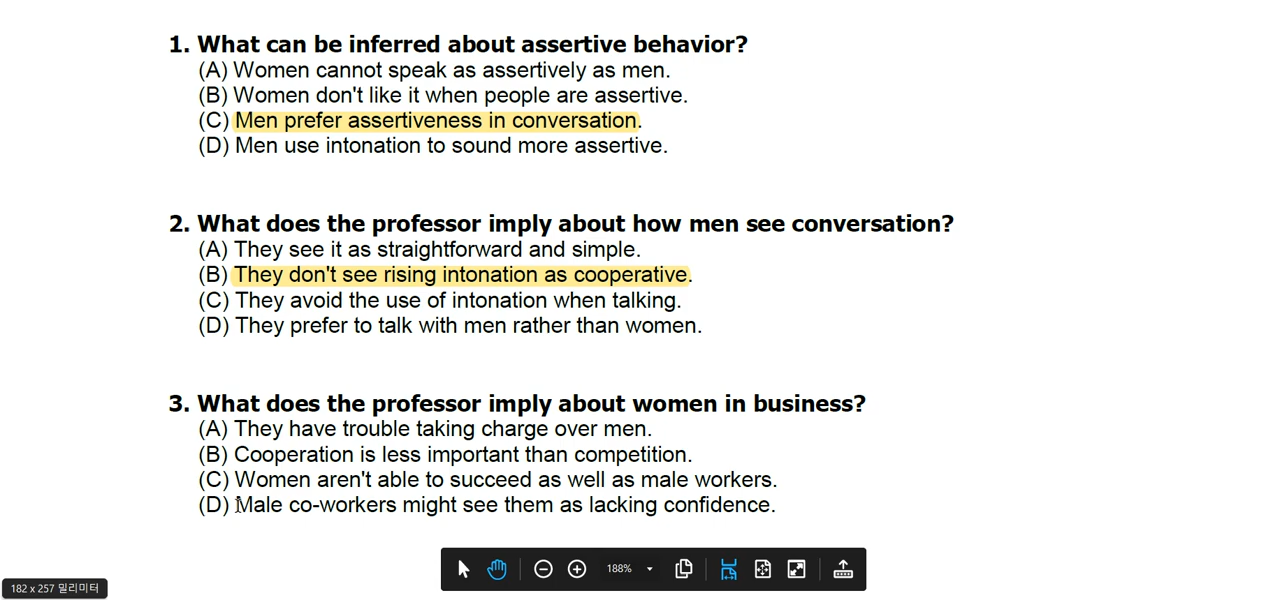 1. What can be inferred about assertive behavior?
(A) Women cannot speak as assertively as men.
(B) Women don't like it when people are assertive.
(C) Men prefer assertiveness in conversation.
(D) Men use intonation to sound more assertive.
2. What does the professor imply about how men see conversation?
(A) They see it as straightforward and simple.
(B) They don't see rising intonation as cooperative.
(C) They avoid the use of intonation when talking.
(D) They prefer to talk with men rather than women.
3. What does the professor imply about women in business?
(A) They have trouble taking charge over men.
(B) Cooperation is less important than competition.
(C) Women aren't able to succeed as well as male workers.
(D) Male co-workers might see them as lacking confidence.
188%
182 x 257 밀리미터